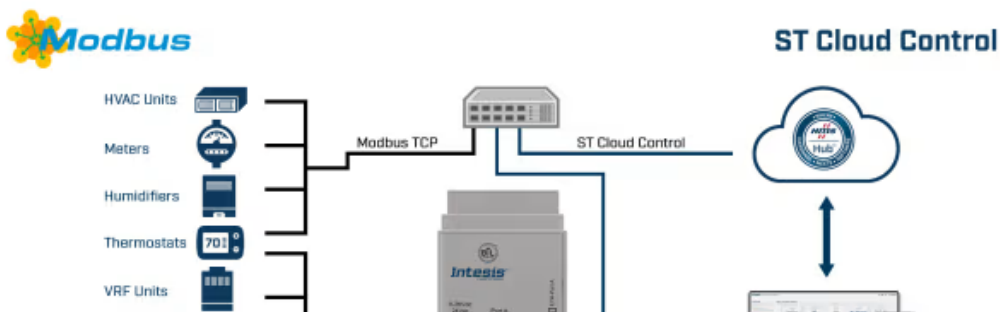 Modbus
ST Cloud Control
HVAC Units
Meters
Humidifiers
Thermostats
70
VRF Units
Modbus TCP
ST Cloud Control
Intesis
HMS
Hub